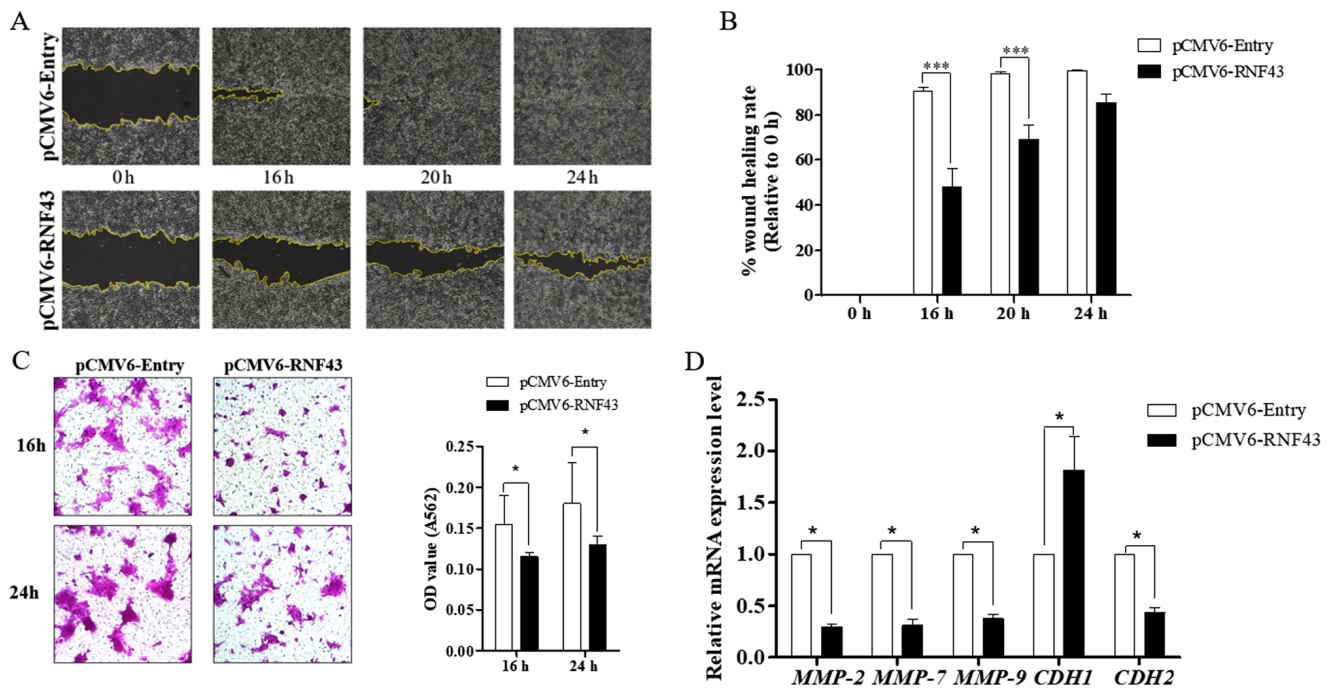 A
pCMV6-Entry
0 h
16 h
20 h
24 h
pCMV6-RNF43
B
pCMV6-Entry
pCMV6-RNF43
% wound healing rate
(Relative to 0 h)
100
80
60
40
20
0
***
***
0 h
16 h
20 h
24 h
C
pCMV6-Entry
pCMV6-RNF43
16h
24h
pCMV6-Entry
pCMV6-RNF43
OD value (A562)
0.25
0.20
0.15
0.10
0.05
0.00
*
*
16 h
24 h
D
pCMV6-Entry
pCMV6-RNF43
Relative mRNA expression level
2.5
2.0
1.5
1.0
0.5
0.0
*
*
*
*
*
MMP-2
MMP-7
MMP-9
CDH1
CDH2